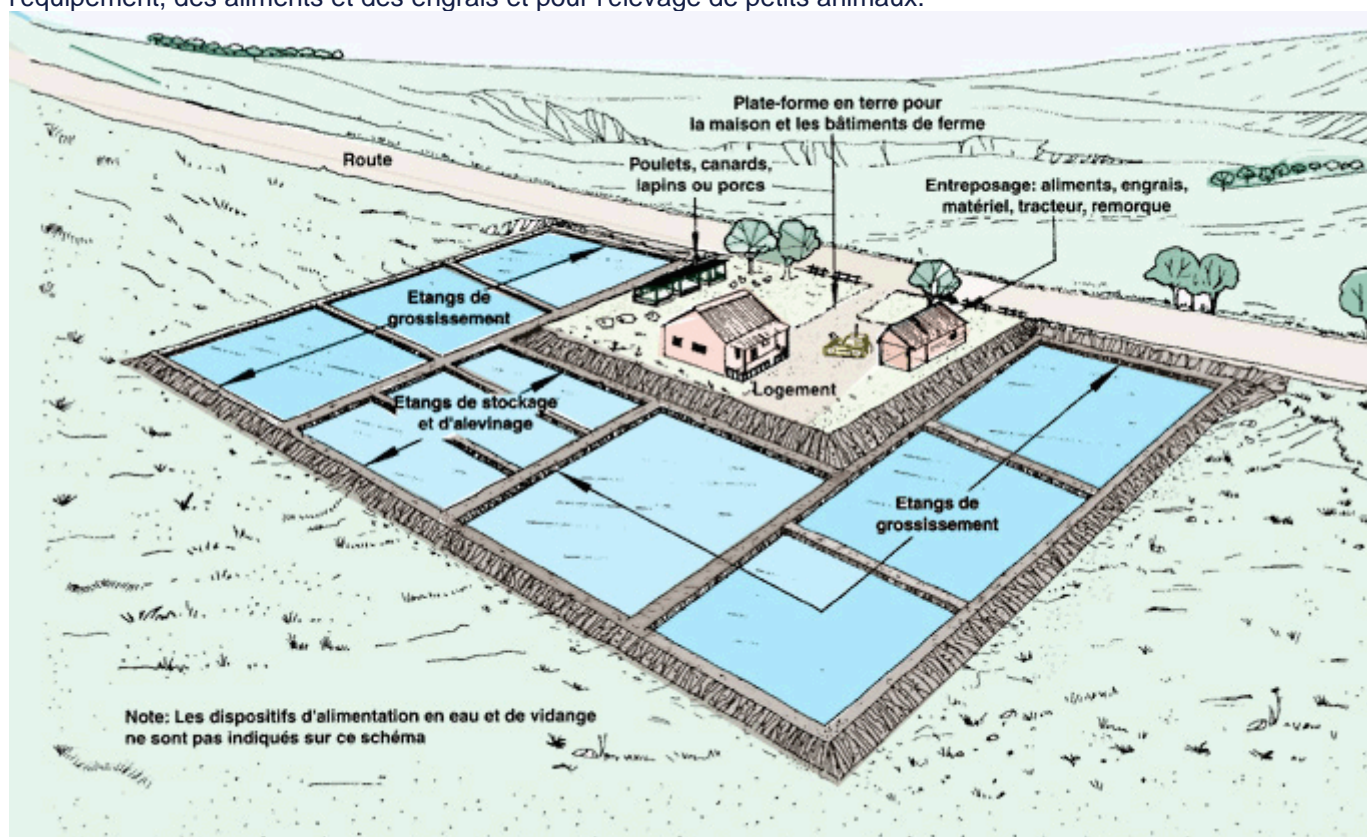 l'équipement, des aliments et des engrais et pour l'élevage de petits animaux.
Plate-forme en terre pour
la maison et les bâtiments de ferme
Route
Poulets, canards,
lapins ou porcs
Entreposage: aliments, engrais,
matériel, tracteur, remorque
Etangs de
grossissement
Logement
Etangs de stockage
et d'alevinage
Etangs de
grossissement
Note: Les dispositifs d'alimentation en eau et de vidange
ne sont pas indiqués sur ce schéma